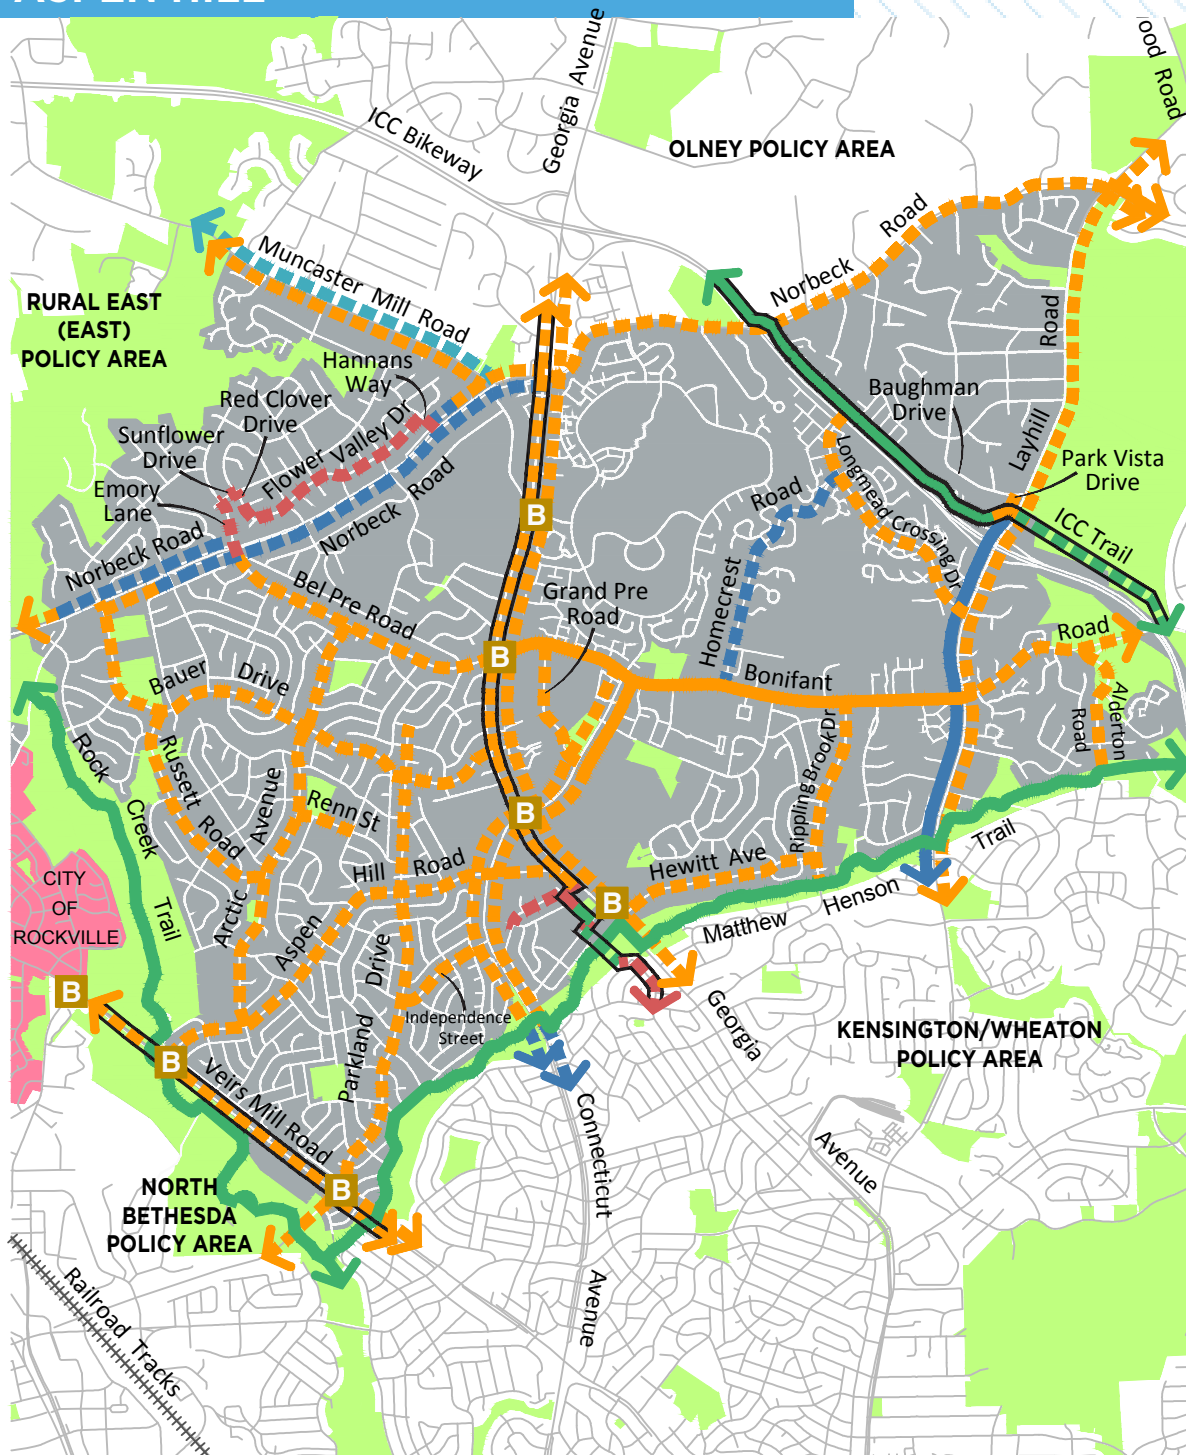 ASPEN HILL
Georgia Avenue
ood Road
ICC Bikeway
OLNEY POLICY AREA
Road
Norbeck
Muncaster Mill Road
RURAL EAST
(EAST)
POLICY AREA
Road
Hannans
Way
Baughman
Drive
Red Clover
Drive
Layhill
Flower Valley Dr
Sunflower
Drive
Park Vista
Drive
Longmead Crossing Dr
Emory
Lane
Road
Norbeck
Road
B
ICC Trail
Norbeck Road
Homecrest
Bel Pre Road
Grand Pre
Road
Road
B
Bonifant
Bauer Drive
Alderton
Road
Rock
Creek
Trail
Russett
Road
Avenue
Arctic
Renn St
RipplingBrook Dr
B
Trail
Hill Road
Aspen
Hewitt Ave
CITY
OF
ROCKVILLE
Henson
Matthew
B
Drive
Parkland
B
Independence
Street
Georgia
Avenue
KENSINGTON/WHEATON
POLICY AREA
B
Veirs Mill Road
Connecticut
Avenue
B
NORTH
BETHESDA
POLICY AREA
Railroad Tracks